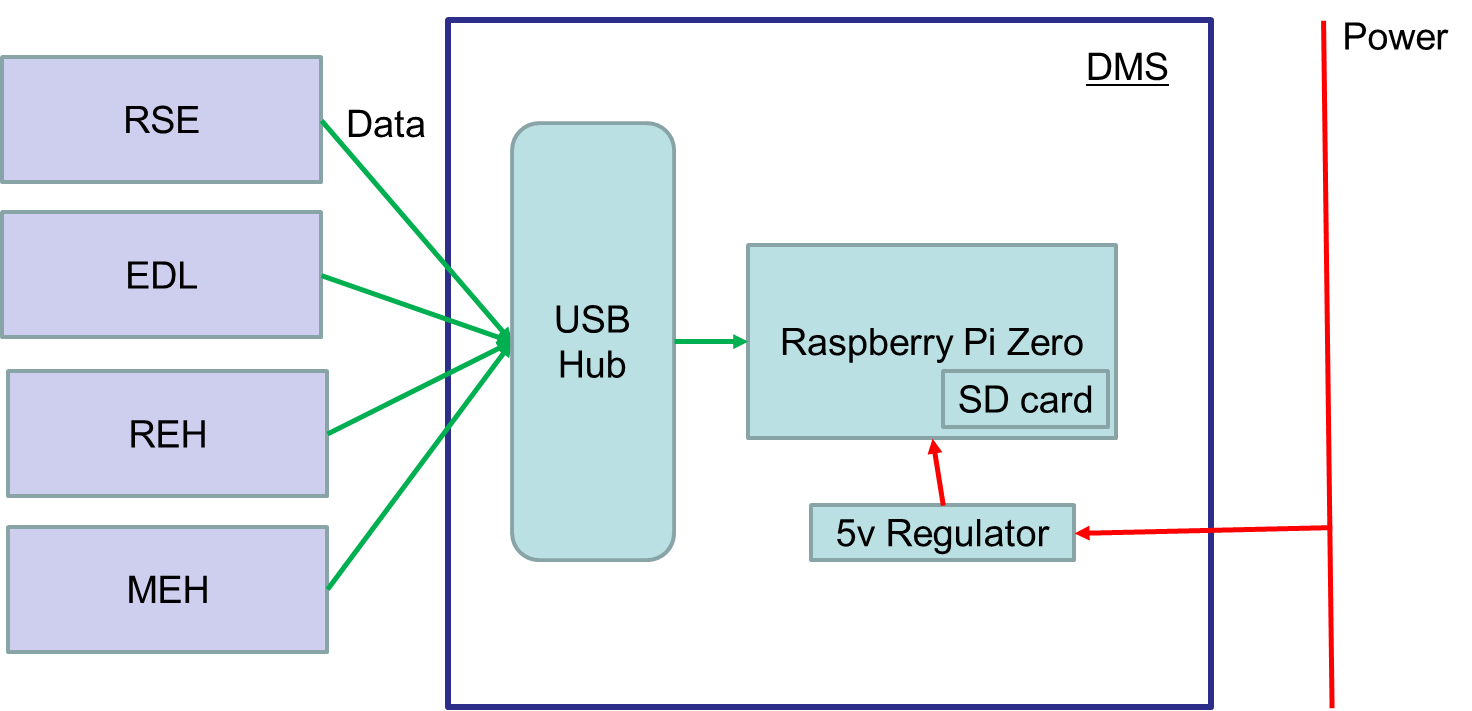 Power
DMS
RSE
Data
EDL
USB
Hub
Raspberry Pi Zero
SD card
REH
5v Regulator
MEH